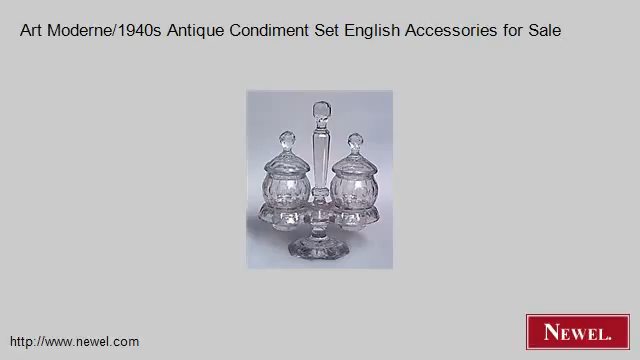 Art Moderne/1940s Antique Condiment Set English Accessories for Sale
http://www.newel.com
NEWEL.